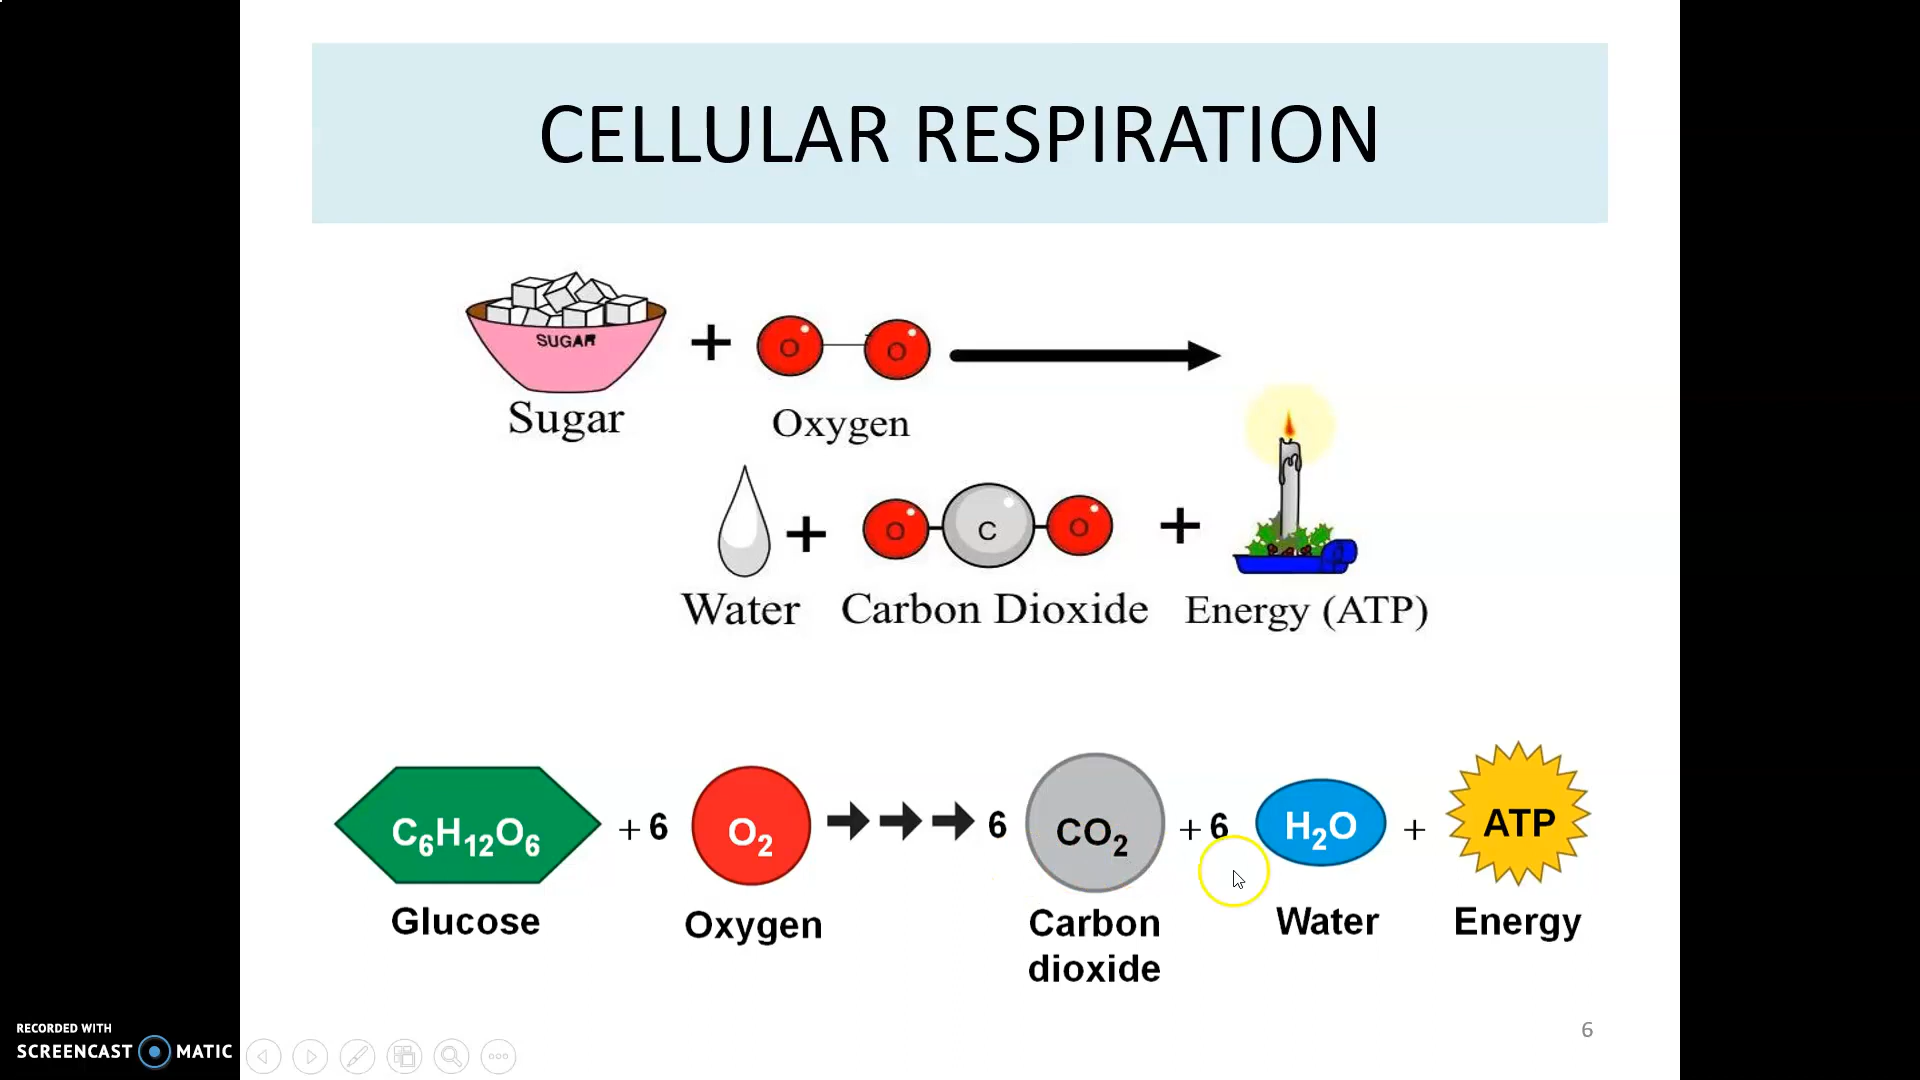 CELLULAR RESPIRATION
SUGAR
+ O O
Sugar
Oxygen
+ O C O +
Water Carbon Dioxide Energy (ATP)
C₆H₁₂O₆ + 6 O₂ 6 CO₂ + 6 H₂O + ATP
Glucose Oxygen Carbon dioxide Water Energy
6
RECORDED WITH
SCREENCAST MATIC